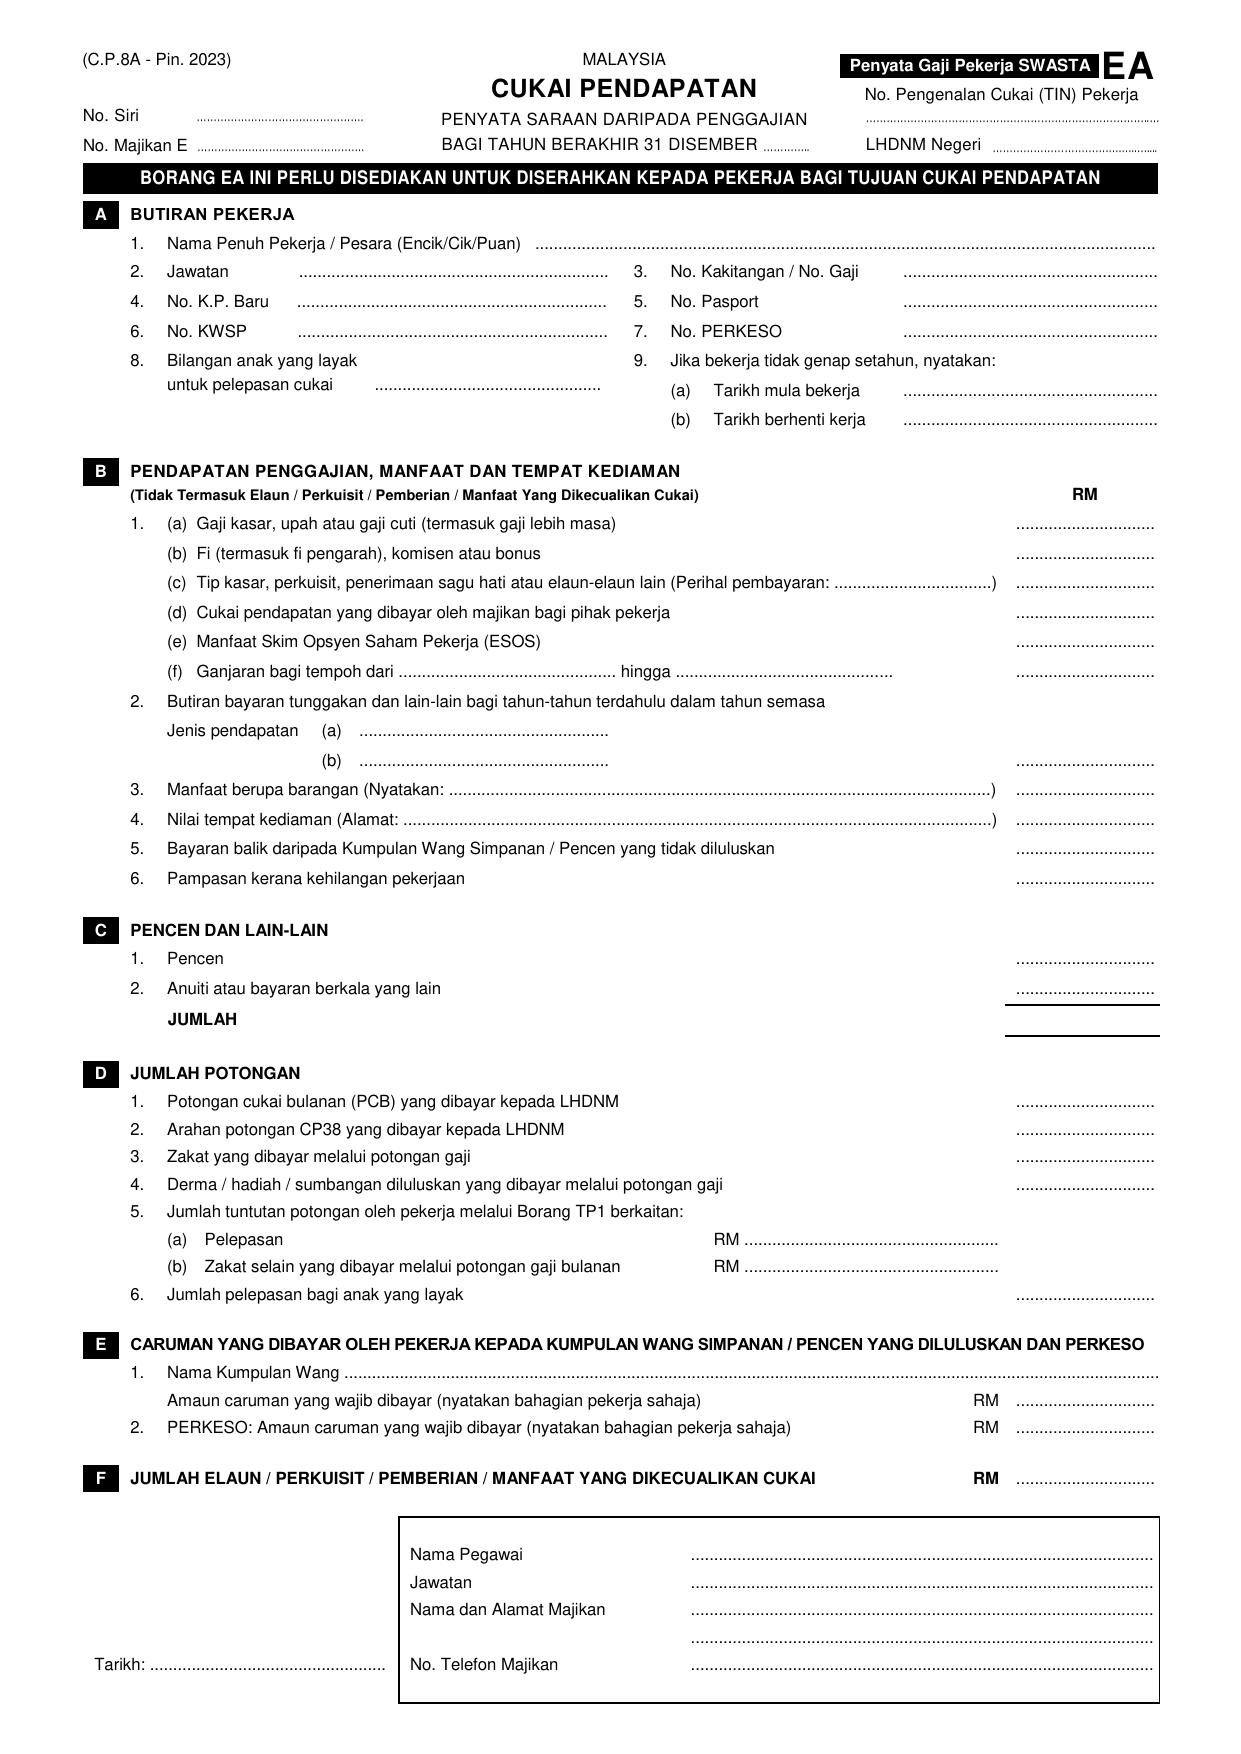 (C.P.8A - Pin. 2023)
MALAYSIA
Penyata Gaji Pekerja SWASTA EA
CUKAI PENDAPATAN
No. Pengenalan Cukai (TIN) Pekerja
No. Siri ..................................................
PENYATA SARAAN DARIPADA PENGGAJIAN
No. Majikan E ..................................................
BAGI TAHUN BERAKHIR 31 DISEMBER ..............
LHDNM Negeri ..................................................
BORANG EA INI PERLU DISEDIAKAN UNTUK DISERAHKAN KEPADA PEKERJA BAGI TUJUAN CUKAI PENDAPATAN
A BUTIRAN PEKERJA
1. Nama Penuh Pekerja / Pesara (Encik/Cik/Puan) ..................................................
2. Jawatan ..................................................
3. No. Kakitangan / No. Gaji ..................................................
4. No. K.P. Baru ..................................................
5. No. Pasport ..................................................
6. No. KWSP ..................................................
7. No. PERKESO ..................................................
8. Bilangan anak yang layak
untuk pelepasan cukai ..................................................
9. Jika bekerja tidak genap setahun, nyatakan:
(a) Tarikh mula bekerja ..................................................
(b) Tarikh berhenti kerja ..................................................
B PENDAPATAN PENGGAJIAN, MANFAAT DAN TEMPAT KEDIAMAN
(Tidak Termasuk Elaun / Perkuisit / Pemberian / Manfaat Yang Dikecualikan Cukai) RM
1. (a) Gaji kasar, upah atau gaji cuti (termasuk gaji lebih masa) ..............................
(b) Fi (termasuk fi pengarah), komisen atau bonus ..............................
(c) Tip kasar, perkuisit, penerimaan sagu hati atau elaun-elaun lain (Perihal pembayaran: ..................................) ..............................
(d) Cukai pendapatan yang dibayar oleh majikan bagi pihak pekerja ..............................
(e) Manfaat Skim Opsyen Saham Pekerja (ESOS) ..............................
(f) Ganjaran bagi tempoh dari ............................................... hingga ............................................... ..............................
2. Butiran bayaran tunggakan dan lain-lain bagi tahun-tahun terdahulu dalam tahun semasa
Jenis pendapatan (a) ......................................................
(b) ...................................................... ..............................
3. Manfaat berupa barangan (Nyatakan: ..................................................) ..............................
4. Nilai tempat kediaman (Alamat: ..................................................) ..............................
5. Bayaran balik daripada Kumpulan Wang Simpanan / Pencen yang tidak diluluskan ..............................
6. Pampasan kerana kehilangan pekerjaan ..............................
C PENCEN DAN LAIN-LAIN
1. Pencen ..............................
2. Anuiti atau bayaran berkala yang lain ..............................
JUMLAH
D JUMLAH POTONGAN
1. Potongan cukai bulanan (PCB) yang dibayar kepada LHDNM ..............................
2. Arahan potongan CP38 yang dibayar kepada LHDNM ..............................
3. Zakat yang dibayar melalui potongan gaji ..............................
4. Derma / hadiah / sumbangan diluluskan yang dibayar melalui potongan gaji ..............................
5. Jumlah tuntutan potongan oleh pekerja melalui Borang TP1 berkaitan:
(a) Pelepasan RM .......................................................
(b) Zakat selain yang dibayar melalui potongan gaji bulanan RM .......................................................
6. Jumlah pelepasan bagi anak yang layak ..............................
E CARUMAN YANG DIBAYAR OLEH PEKERJA KEPADA KUMPULAN WANG SIMPANAN / PENCEN YANG DILULUSKAN DAN PERKESO
1. Nama Kumpulan Wang ..................................................
Amaun caruman yang wajib dibayar (nyatakan bahagian pekerja sahaja) RM ..............................
2. PERKESO: Amaun caruman yang wajib dibayar (nyatakan bahagian pekerja sahaja) RM ..............................
F JUMLAH ELAUN / PERKUISIT / PEMBERIAN / MANFAAT YANG DIKECUALIKAN CUKAI RM ..............................
Nama Pegawai ..................................................
Jawatan ..................................................
Nama dan Alamat Majikan ..................................................
..................................................
Tarikh: ...................................................
No. Telefon Majikan ..................................................